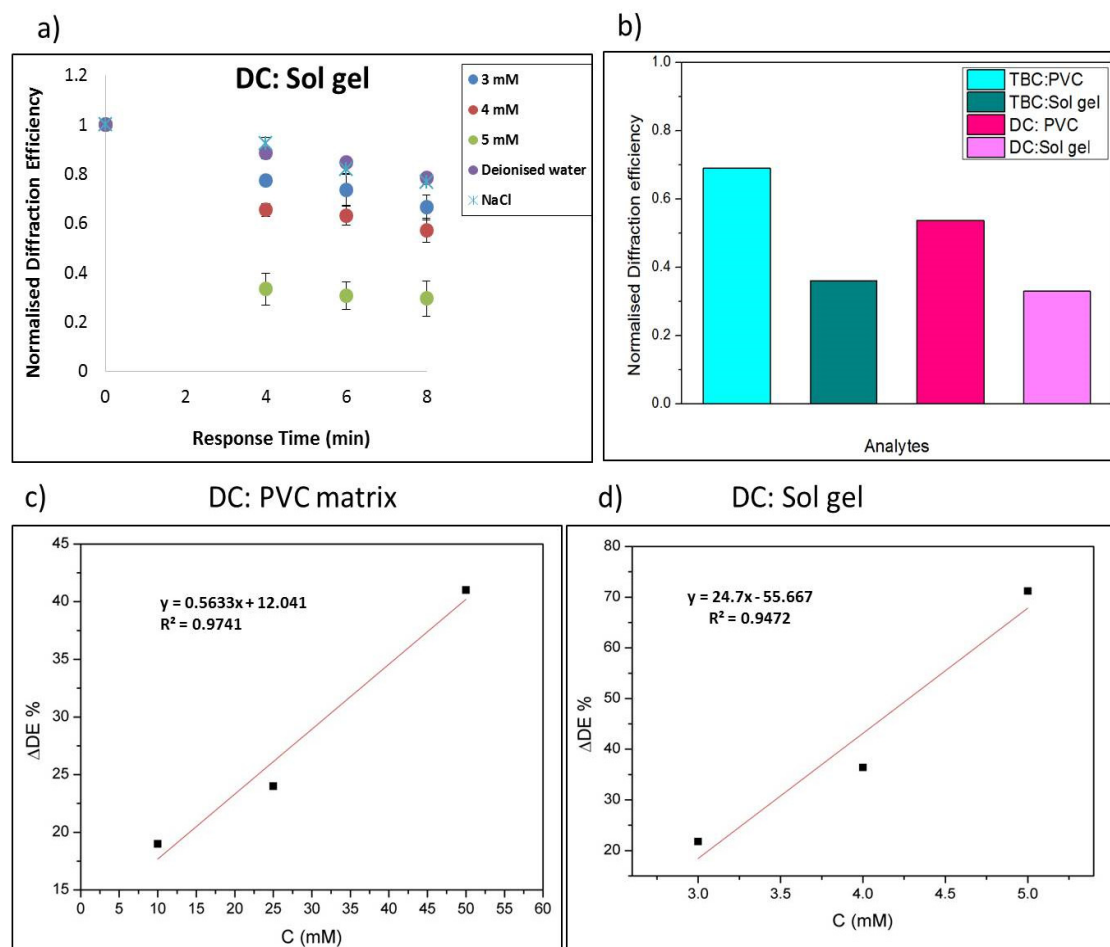 a)
DC: Sol gel
Normalised Diffraction Efficiency
1.2
1
0.8
0.6
0.4
0.2
0
0 2 4 6 8
Response Time (min)
3 mM
4 mM
5 mM
Deionised water
NaCl
b)
Normalised Diffraction efficiency
1.0
0.8
0.6
0.4
0.2
0.0
TBC:PVC
TBC:Sol gel
DC: PVC
DC:Sol gel
Analytes
c)
DC: PVC matrix
ΔDE %
45
40
35
30
25
20
15
y = 0.5633x + 12.041
R² = 0.9741
0 5 10 15 20 25 30 35 40 45 50 55 60
C (mM)
d)
DC: Sol gel
ΔDE %
80
70
60
50
40
30
20
y = 24.7x - 55.667
R² = 0.9472
3.0 3.5 4.0 4.5 5.0
C (mM)